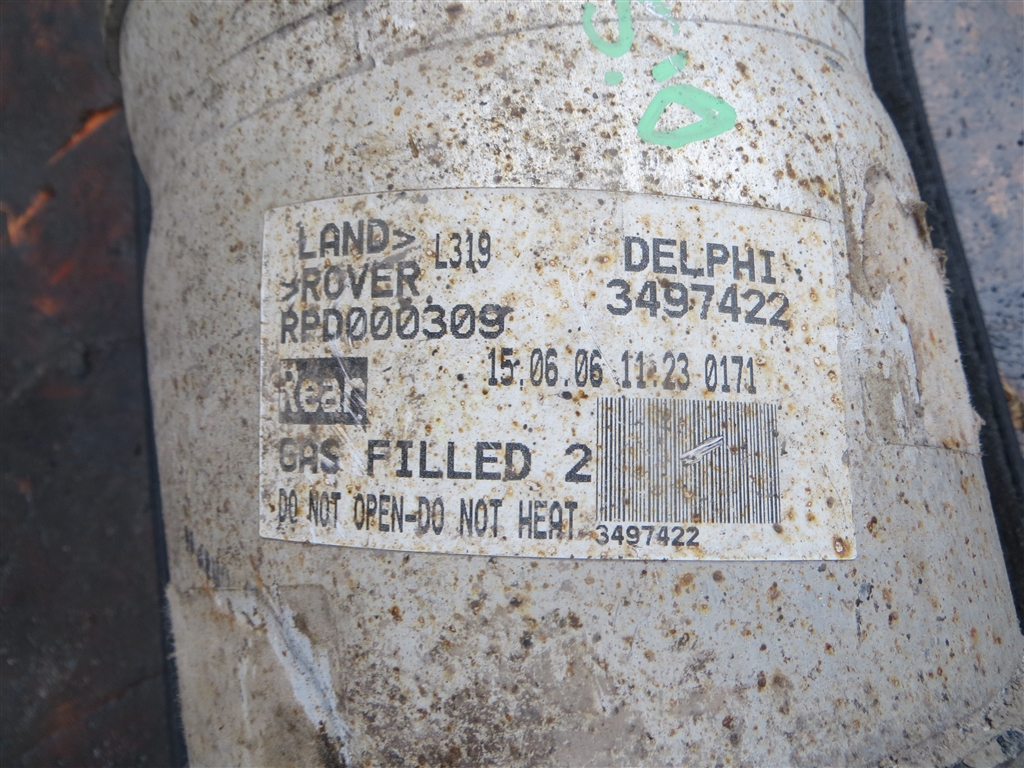 LAND> L319
>ROVER
RPD000309
Rear
DELPHI
3497422
15.06.06 11:23 0171
GAS FILLED 2
DO NOT OPEN-DO NOT HEAT
3497422